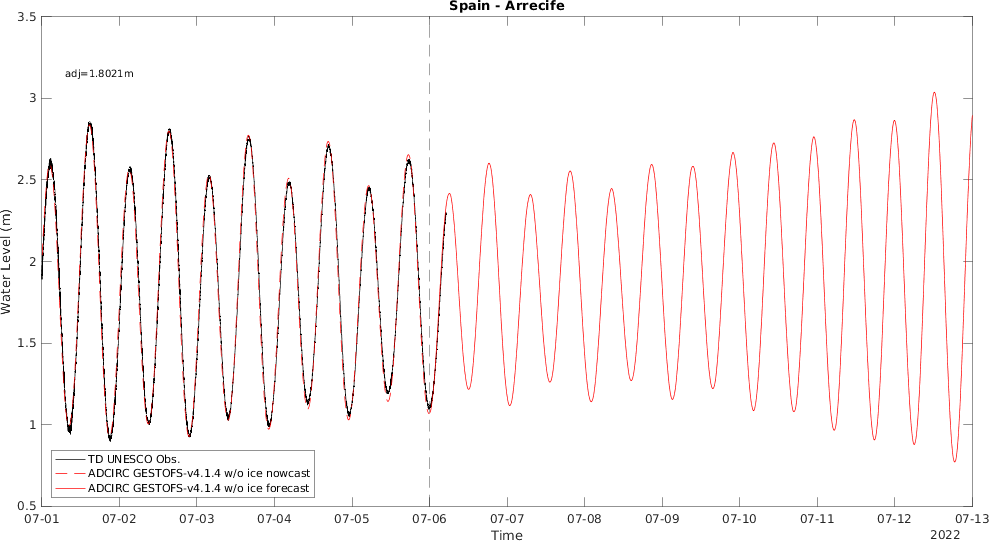 Spain - Arrecife
3.5
3
2.5
2
1.5
1
0.5
Water Level (m)
adj=1.8021m
TD UNESCO Obs.
ADCIRC GESTOFS-v4.1.4 w/o ice nowcast
ADCIRC GESTOFS-v4.1.4 w/o ice forecast
07-01 07-02 07-03 07-04 07-05 07-06 07-07 07-08 07-09 07-10 07-11 07-12 07-13
Time
2022